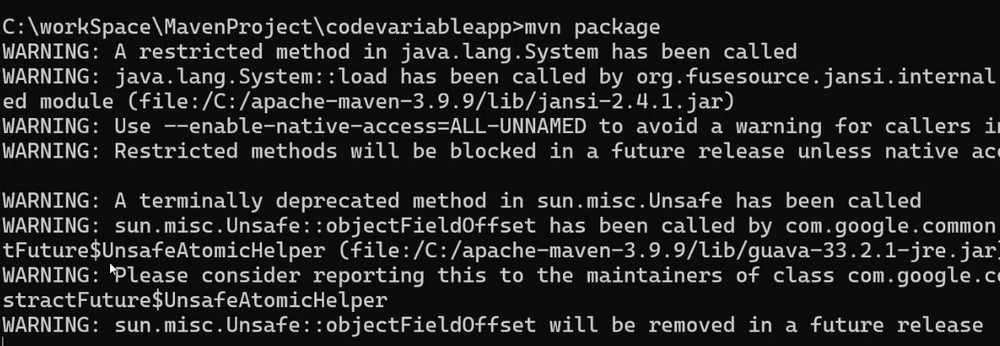 C:\workSpace\MavenProject\codevariableapp>mvn package
WARNING: A restricted method in java.lang.System has been called
WARNING: java.lang.System::load has been called by org.fusesource.jansi.internal
ed module (file:/C:/apache-maven-3.9.9/lib/jansi-2.4.1.jar)
WARNING: Use --enable-native-access=ALL-UNNAMED to avoid a warning for callers in
WARNING: Restricted methods will be blocked in a future release unless native acc
WARNING: A terminally deprecated method in sun.misc.Unsafe has been called
WARNING: sun.misc.Unsafe::objectFieldOffset has been called by com.google.common
tFuture$UnsafeAtomicHelper (file:/C:/apache-maven-3.9.9/lib/guava-33.2.1-jre.jar)
WARNING: Please consider reporting this to the maintainers of class com.google.co
stractFuture$UnsafeAtomicHelper
WARNING: sun.misc.Unsafe::objectFieldOffset will be removed in a future release